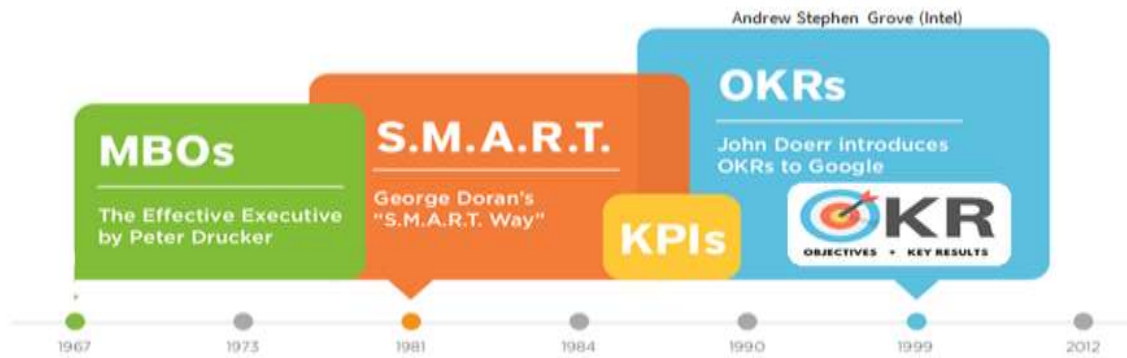 Andrew Stephen Grove (Intel)
MBOs
The Effective Executive
by Peter Drucker
S.M.A.R.T.
George Doran's
"S.M.A.R.T. Way"
KPIs
OKRs
John Doerr introduces
OKRs to Google
OKR
OBJECTIVES + KEY RESULTS
1967
1973
1981
1984
1990
1999
2012